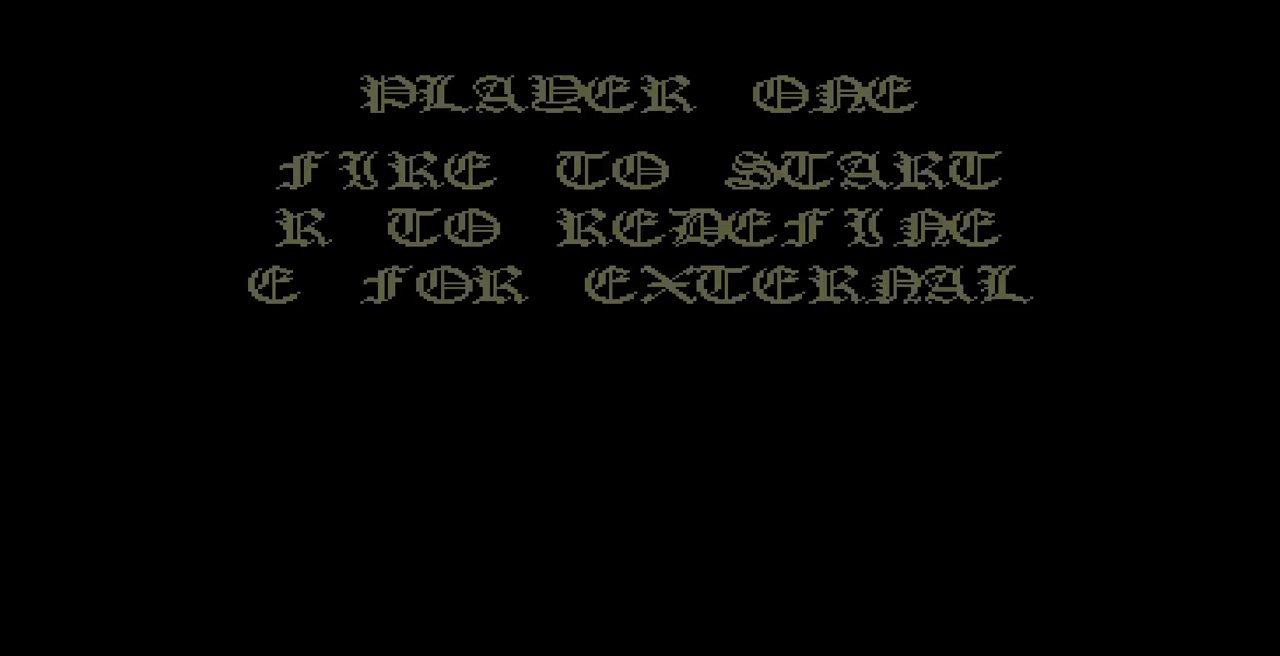 PLAYER ONE
FIRE TO START
R TO REDEFINE
E FOR EXTERNAL